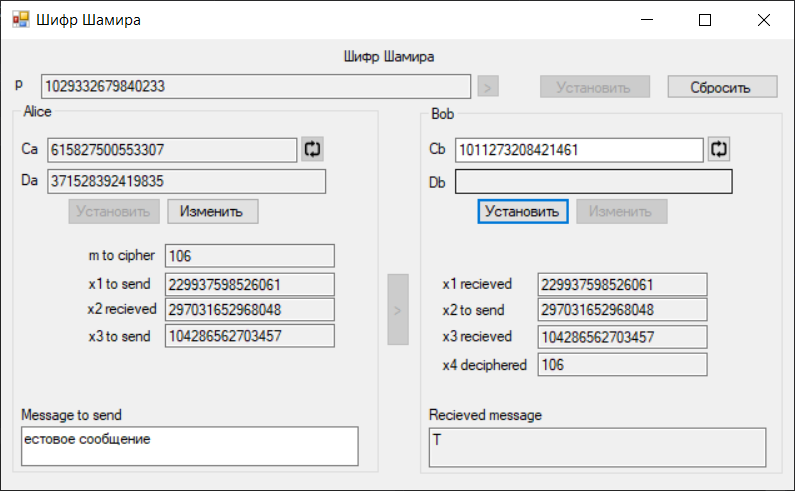 Шифр Шамира
Шифр Шамира
p 1029332679840233 > Установить Сбросить
Alice
Ca 615827500553307
Da 371528392419835
Установить Изменить
m to cipher 106
x1 to send 229937598526061
x2 recieved 297031652968048
x3 to send 104286562703457
Message to send
естовое сообщение
>
Bob
Cb 1011273208421461
Db
Установить Изменить
x1 recieved 229937598526061
x2 to send 297031652968048
x3 recieved 104286562703457
x4 deciphered 106
Recieved message
Т